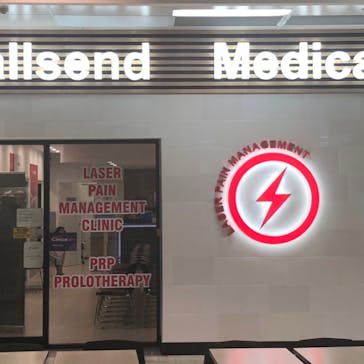 allsend Medica
LASER
PAIN
MANAGEMENT
CLINIC
PRP
PROLOTHERAPY
LASER PAIN MANAGEMENT